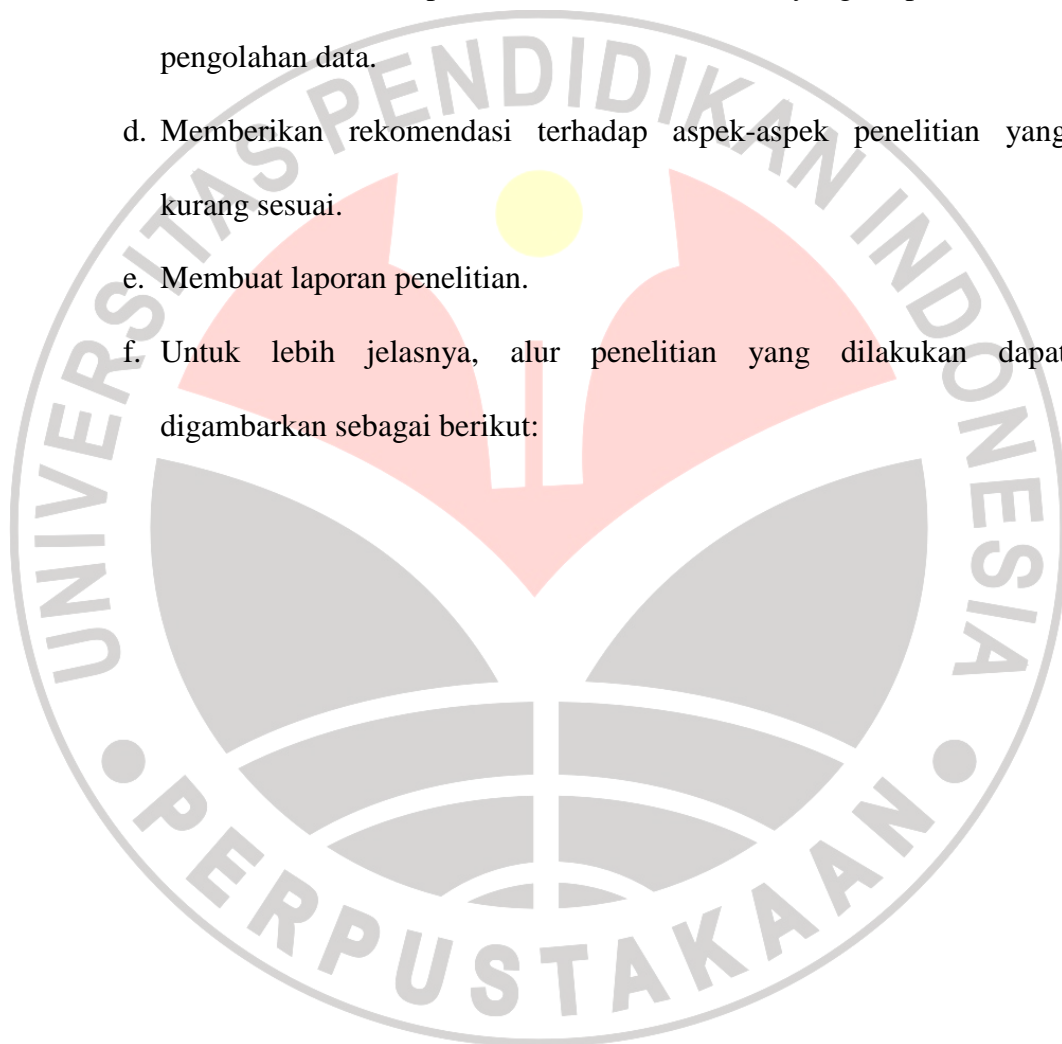 pengolahan data.
d. Memberikan rekomendasi terhadap aspek-aspek penelitian yang
kurang sesuai.
e. Membuat laporan penelitian.
f. Untuk lebih jelasnya, alur penelitian yang dilakukan dapat
digambarkan sebagai berikut:
UNIVERSITAS PENDIDIKAN INDONESIA
PERPUSTAKAAN